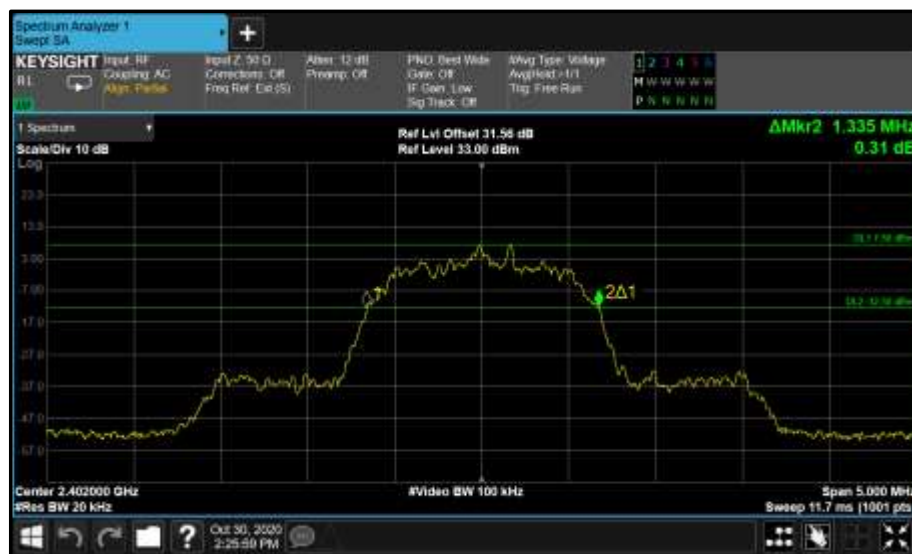 Spectrum Analyzer 1
Swept SA
+
KEYSIGHT
Input: RF
Coupling: AC
Align: Partial
Input Z: 50 Ω
Corrections: Off
Freq Ref: Ext (S)
Atten: 12 dB
Preamp: Off
PNO: Best Wide
Gate: Off
IF Gain: Low
Sig Track: Off
#Avg Type: Voltage
Avg|Hold: >1/1
Trig: Free Run
1 2 3 4 5 6
M W W W W W
P N N N N N
1 Spectrum
Scale/Div 10 dB
Ref Lvl Offset 31.56 dB
Ref Level 33.00 dBm
ΔMkr2 1.335 MHz
0.31 dB
Log
23.0
13.0
3.00
-7.00
-17.0
-27.0
-37.0
-47.0
-57.0
2Δ1
Center 2.402000 GHz
#Res BW 20 kHz
#Video BW 100 kHz
Span 5.000 MHz
Sweep 11.7 ms (1001 pts)
?
Oct 30, 2020
2:25:50 PM